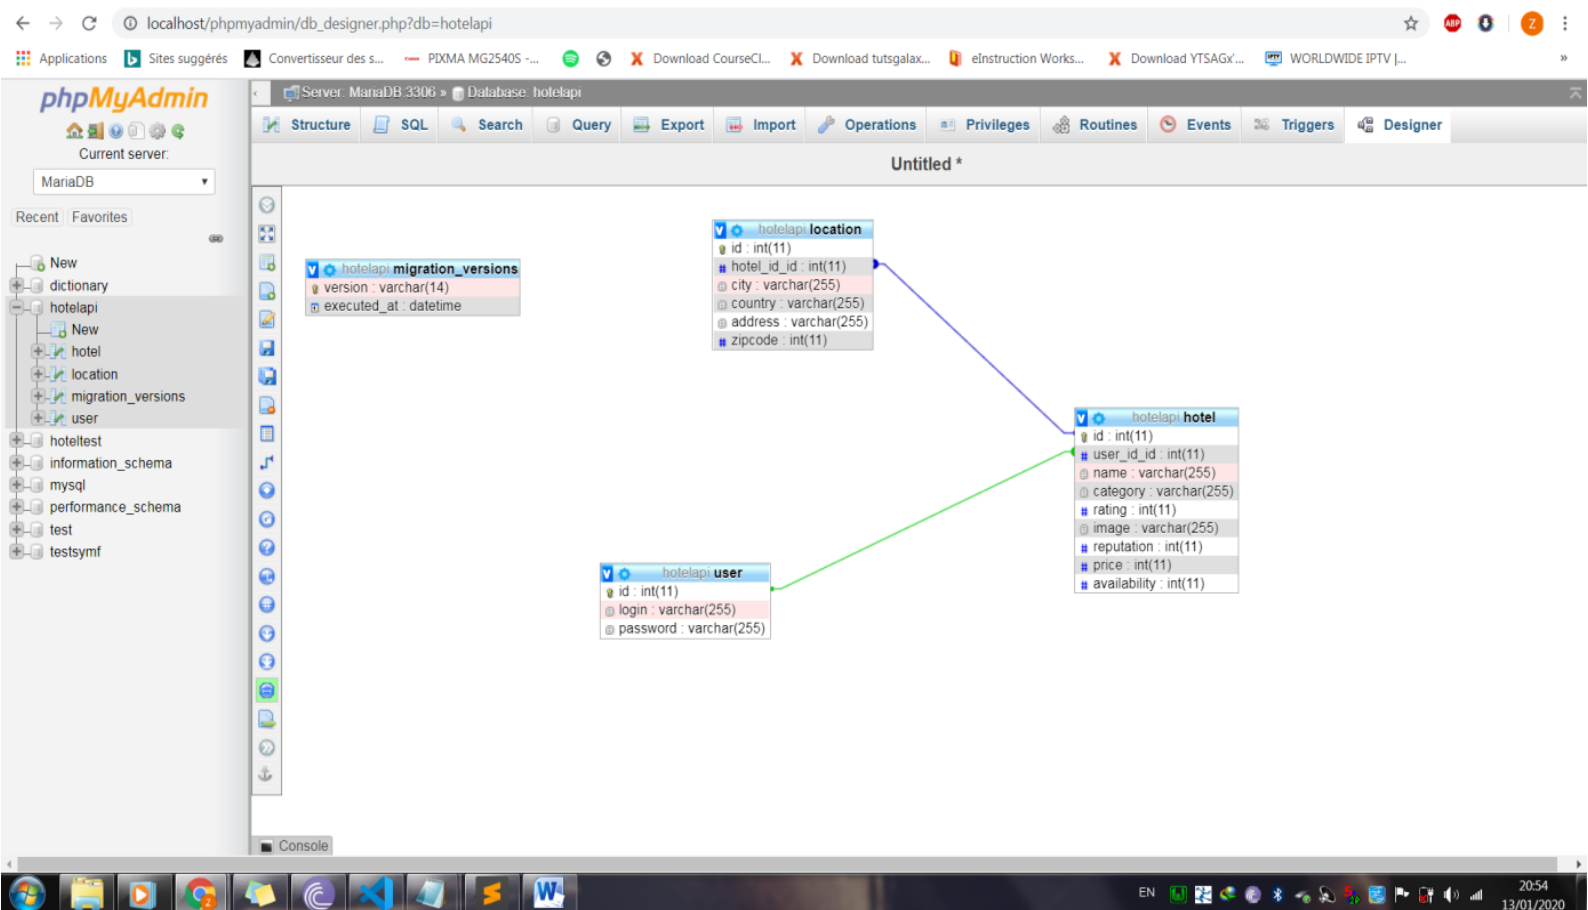 localhost/phpmyadmin/db_designer.php?db=hotelapi
ABP
Z
Applications
Sites suggérés
Convertisseur des s...
Canon
PIXMA MG2540S -...
Download CourseCl...
Download tutsgalax...
eInstruction Works...
Download YTSAGx'...
WORLDWIDE IPTV |...
»
phpMyAdmin
Current server:
MariaDB
Recent
Favorites
New
dictionary
hotelapi
New
hotel
location
migration_versions
user
hoteltest
information_schema
mysql
performance_schema
test
testsymf
Server: MariaDB:3306 » Database: hotelapi
Structure
SQL
Search
Query
Export
Import
Operations
Privileges
Routines
Events
Triggers
Designer
Untitled *
v hotelapi migration_versions
version : varchar(14)
executed_at : datetime
v hotelapi location
id : int(11)
# hotel_id_id : int(11)
city : varchar(255)
country : varchar(255)
address : varchar(255)
# zipcode : int(11)
v hotelapi hotel
id : int(11)
# user_id_id : int(11)
name : varchar(255)
category : varchar(255)
# rating : int(11)
image : varchar(255)
# reputation : int(11)
# price : int(11)
# availability : int(11)
v hotelapi user
id : int(11)
login : varchar(255)
password : varchar(255)
Console
EN
20:54
13/01/2020